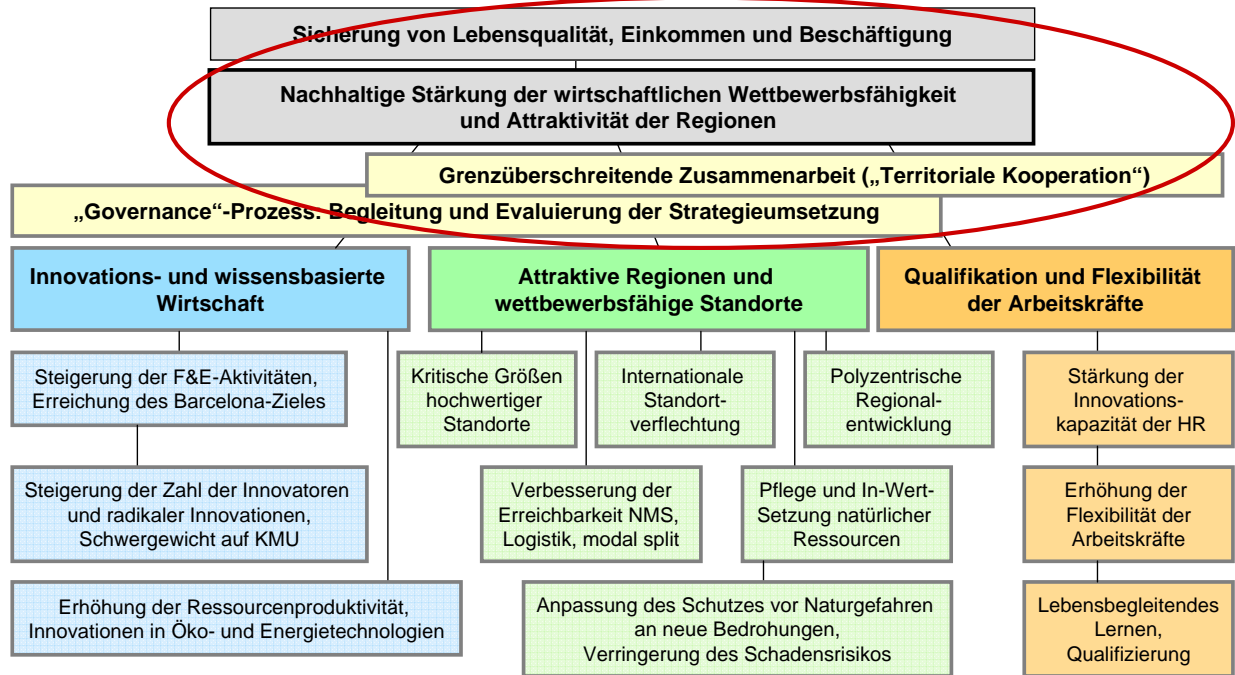 Sicherung von Lebensqualität, Einkommen und Beschäftigung
Nachhaltige Stärkung der wirtschaftlichen Wettbewerbsfähigkeit
und Attraktivität der Regionen
Grenzüberschreitende Zusammenarbeit („Territoriale Kooperation“)
„Governance“-Prozess: Begleitung und Evaluierung der Strategieumsetzung
Innovations- und wissensbasierte
Wirtschaft
Attraktive Regionen und
wettbewerbsfähige Standorte
Qualifikation und Flexibilität
der Arbeitskräfte
Steigerung der F&E-Aktivitäten,
Erreichung des Barcelona-Zieles
Kritische Größen
hochwertiger
Standorte
Internationale
Standort-
verflechtung
Polyzentrische
Regional-
entwicklung
Stärkung der
Innovations-
kapazität der HR
Steigerung der Zahl der Innovatoren
und radikaler Innovationen,
Schwergewicht auf KMU
Verbesserung der
Erreichbarkeit NMS,
Logistik, modal split
Pflege und In-Wert-
Setzung natürlicher
Ressourcen
Erhöhung der
Flexibilität der
Arbeitskräfte
Erhöhung der Ressourcenproduktivität,
Innovationen in Öko- und Energietechnologien
Anpassung des Schutzes vor Naturgefahren
an neue Bedrohungen,
Verringerung des Schadensrisikos
Lebensbegleitendes
Lernen,
Qualifizierung